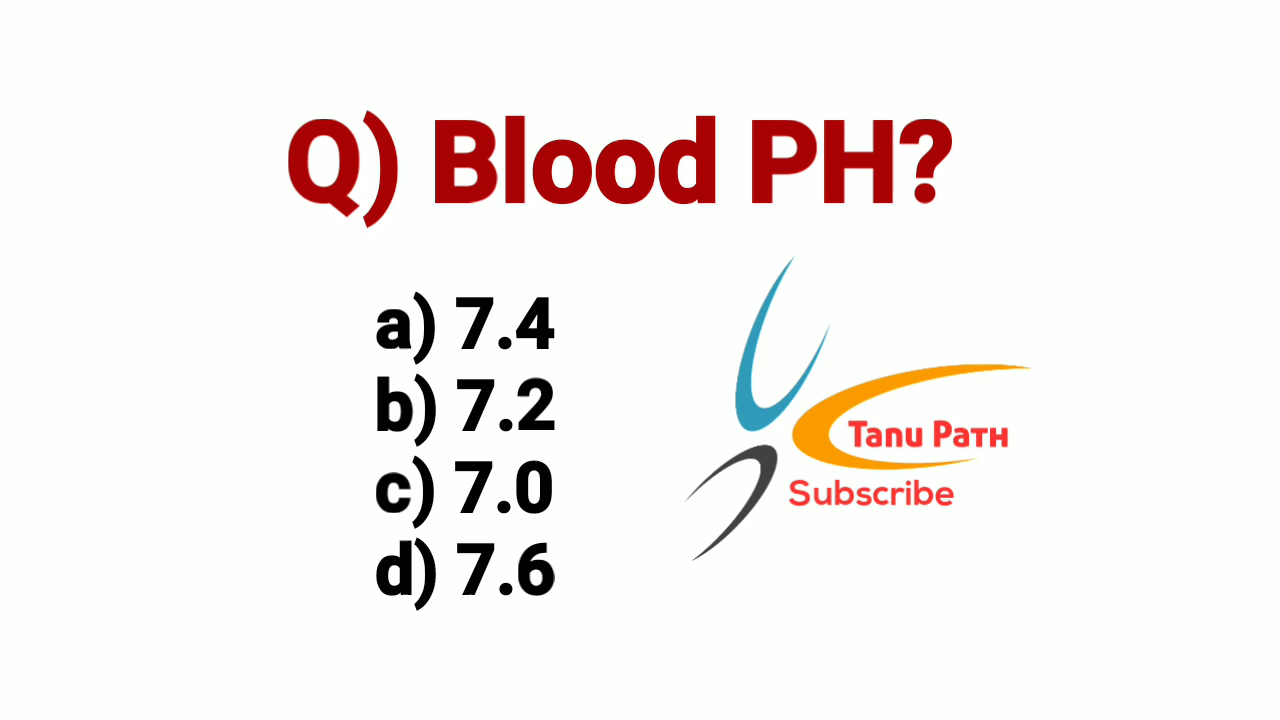 Q) Blood PH?
a) 7.4
b) 7.2
c) 7.0
d) 7.6
Tanu Path
Subscribe